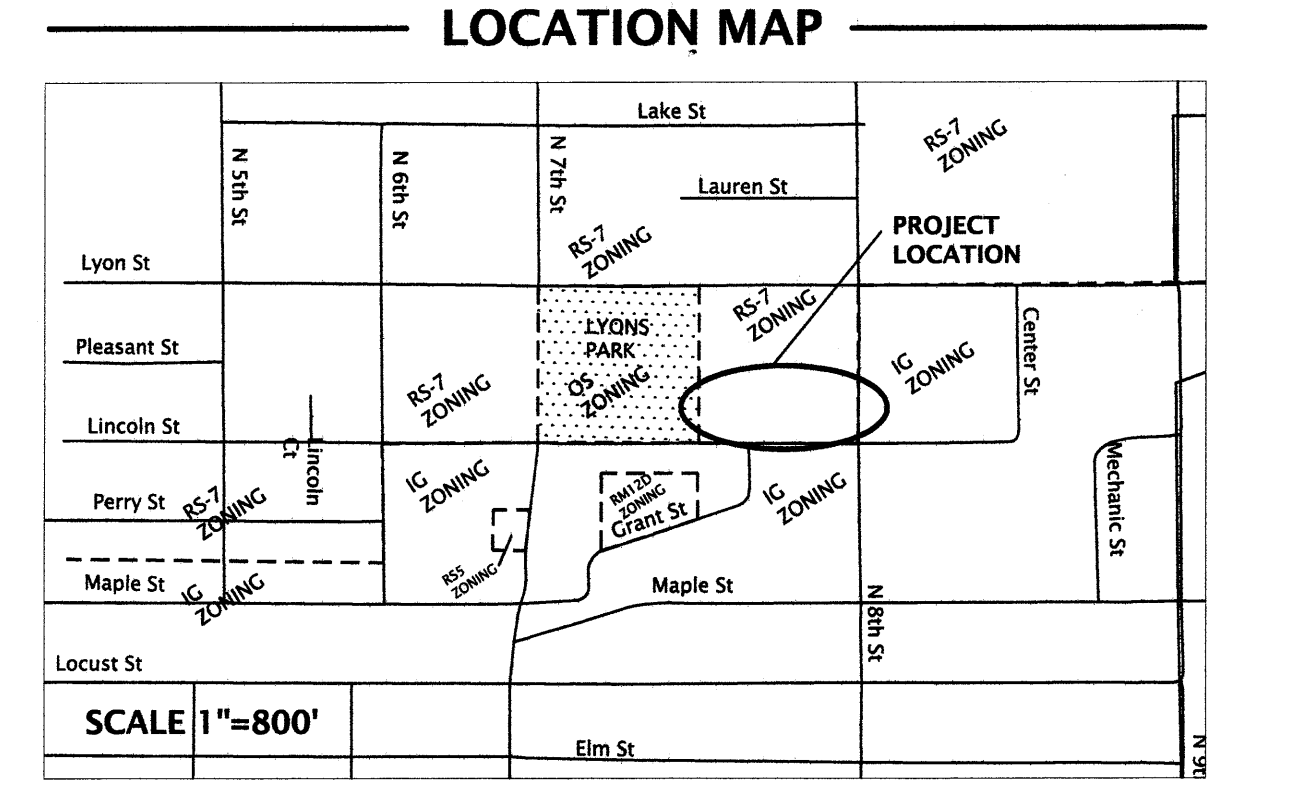 LOCATION MAP
Lake St
RS-7
ZONING
N 5th St
N 6th St
N 7th St
Lauren St
PROJECT
LOCATION
RS-7
ZONING
Lyon St
RS-7
ZONING
LYONS
PARK
Center St
Pleasant St
IG
ZONING
RS-7
ZONING
OS
ZONING
Lincoln St
Lincoln
Ct
IG
ZONING
RM12D
ZONING
IG
ZONING
Mechanic St
Perry St
RS-7
ZONING
Grant St
RS5
ZONING
Maple St
IG
ZONING
Maple St
N 8th St
Locust St
SCALE 1"=800'
Elm St
N 9t